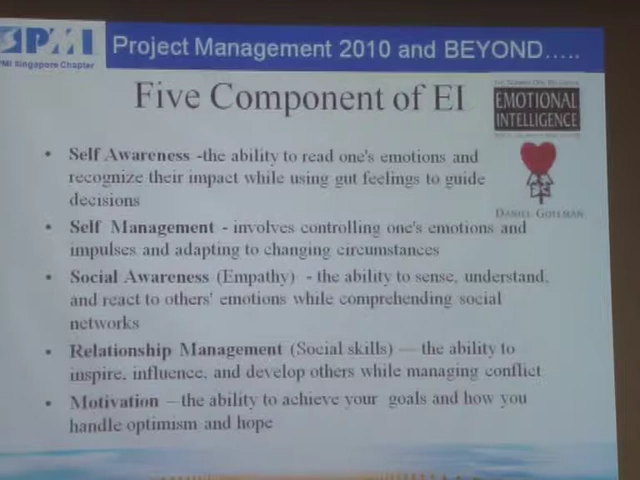 SPMI
PMI Singapore Chapter
Project Management 2010 and BEYOND…..
Five Component of EI
EMOTIONAL
INTELLIGENCE
DANIEL GOLEMAN
• Self Awareness -the ability to read one's emotions and
recognize their impact while using gut feelings to guide
decisions
• Self Management - involves controlling one's emotions and
impulses and adapting to changing circumstances
• Social Awareness (Empathy) - the ability to sense, understand,
and react to others' emotions while comprehending social
networks
• Relationship Management (Social skills) — the ability to
inspire, influence, and develop others while managing conflict
• Motivation – the ability to achieve your goals and how you
handle optimism and hope